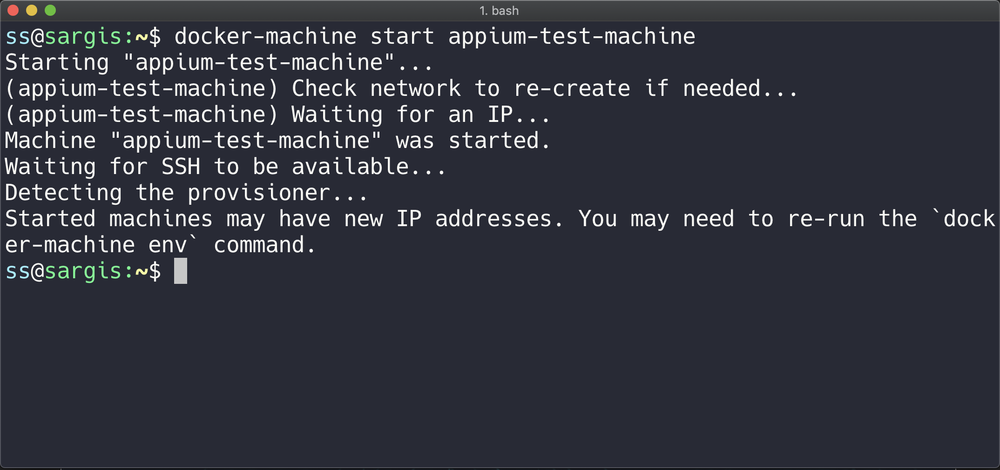 1. bash
ss@sargis:~$ docker-machine start appium-test-machine
Starting "appium-test-machine"...
(appium-test-machine) Check network to re-create if needed...
(appium-test-machine) Waiting for an IP...
Machine "appium-test-machine" was started.
Waiting for SSH to be available...
Detecting the provisioner...
Started machines may have new IP addresses. You may need to re-run the `dock
er-machine env` command.
ss@sargis:~$